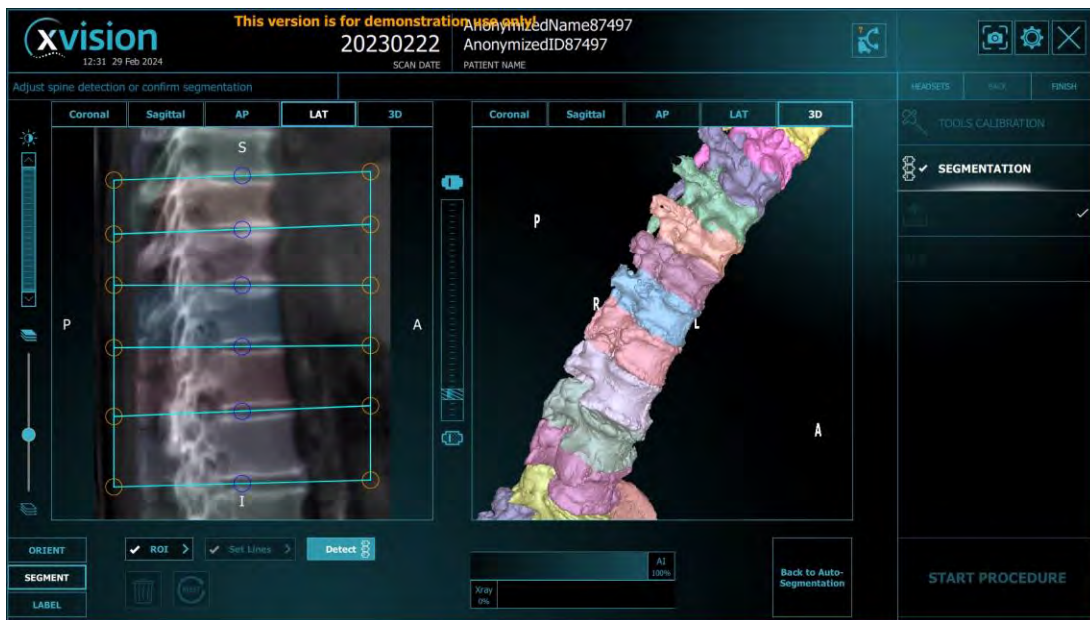 This version is for demonstration use only!
xvision
12:31 29 Feb 2024
20230222
SCAN DATE
AnonymizedName87497
AnonymizedID87497
PATIENT NAME
Adjust spine detection or confirm segmentation
HEADSETS
BACK
FINISH
Coronal Sagittal AP LAT 3D
Coronal Sagittal AP LAT 3D
TOOLS CALIBRATION
SEGMENTATION
S
P
A
I
P
R
L
A
ORIENT
SEGMENT
LABEL
ROI
Set Lines
Detect
AI
100%
Xray
0%
Back to Auto-
Segmentation
START PROCEDURE